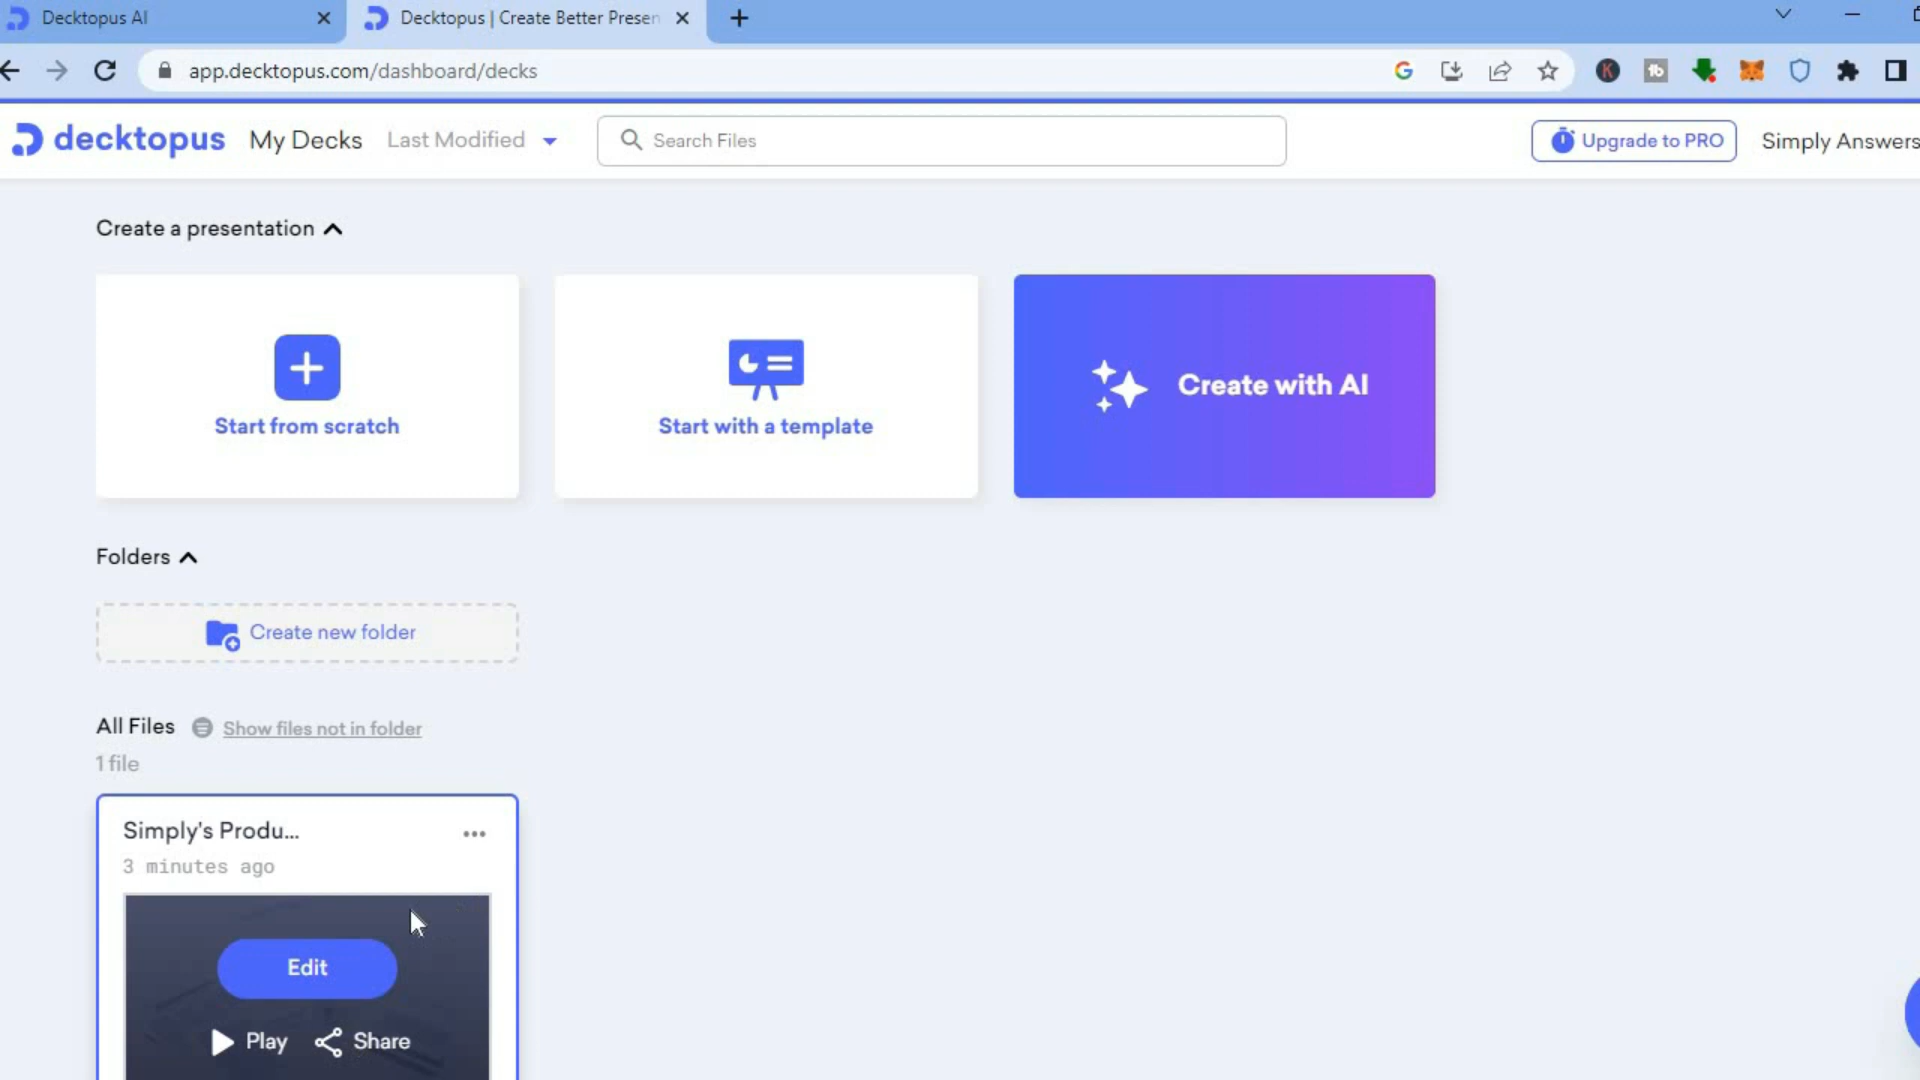 Decktopus AI
Decktopus | Create Better Presen
app.decktopus.com/dashboard/decks
decktopus
My Decks
Last Modified
Search Files
Upgrade to PRO
Simply Answers
Create a presentation
Start from scratch
Start with a template
Create with AI
Folders
Create new folder
All Files
Show files not in folder
1 file
Simply's Produ...
3 minutes ago
Edit
Play
Share